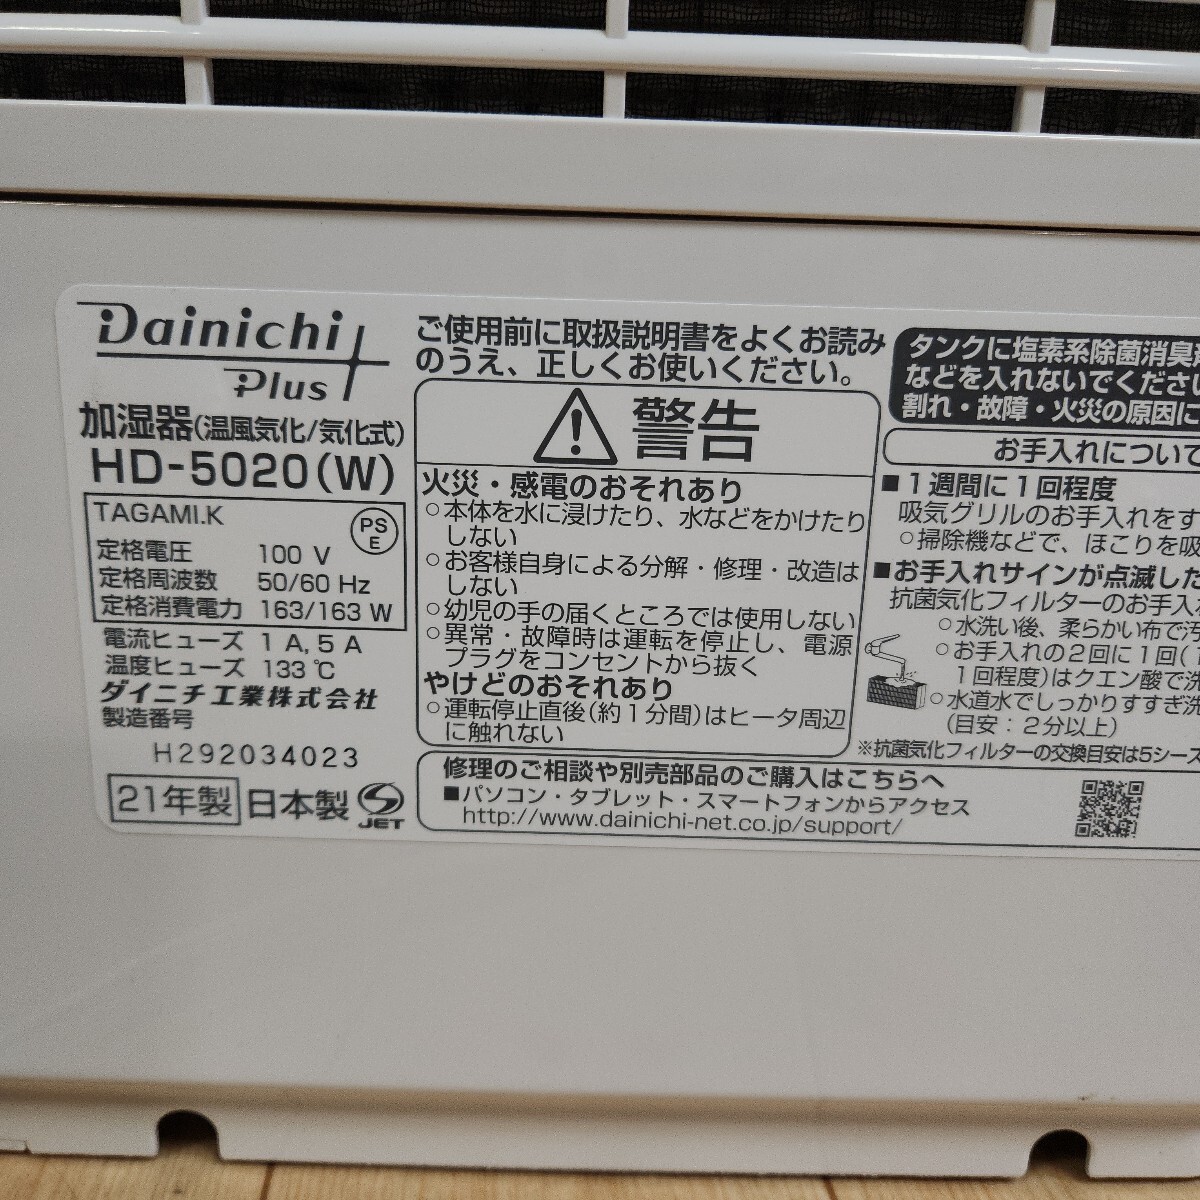 Dainichi
Plus
加湿器(温風気化/気化式)
HD-5020(W)
TAGAMI.K
PS
E
定格電圧 100 V
定格周波数 50/60 Hz
定格消費電力 163/163 W
電流ヒューズ 1 A, 5 A
温度ヒューズ 133 ℃
ダイニチ工業株式会社
製造番号
H292034023
21年製 日本製 JET
ご使用前に取扱説明書をよくお読み
のうえ、正しくお使いください。
警告
火災・感電のおそれあり
○本体を水に浸けたり、水などをかけたり
しない
○お客様自身による分解・修理・改造は
しない
○幼児の手の届くところでは使用しない
○異常・故障時は運転を停止し、電源
プラグをコンセントから抜く
やけどのおそれあり
○運転停止直後(約1分間)はヒータ周辺
に触れない
修理のご相談や別売部品のご購入はこちらへ
■パソコン・タブレット・スマートフォンからアクセス
http://www.dainichi-net.co.jp/support/
タンクに塩素系除菌消臭
などを入れないでくださ
割れ・故障・火災の原因に
お手入れについて
■1週間に1回程度
吸気グリルのお手入れをす
○掃除機などで、ほこりを吸
■お手入れサインが点滅した
抗菌気化フィルターのお手入
○水洗い後、柔らかい布で汚
○お手入れの2回に1回(1
1回程度)はクエン酸で洗
○水道水でしっかりすすぎ洗
(目安：2分以上)
※抗菌気化フィルターの交換目安は5シーズ